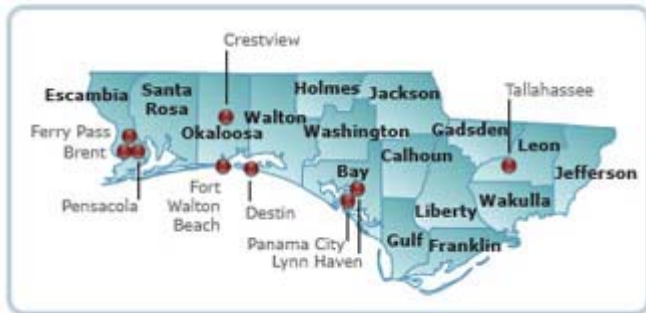 Crestview
Escambia
Santa
Rosa
Okaloosa
Walton
Holmes
Jackson
Washington
Tallahassee
Gadsden
Leon
Jefferson
Ferry Pass
Brent
Pensacola
Fort
Walton
Beach
Destin
Bay
Calhoun
Liberty
Wakulla
Panama City
Lynn Haven
Gulf
Franklin